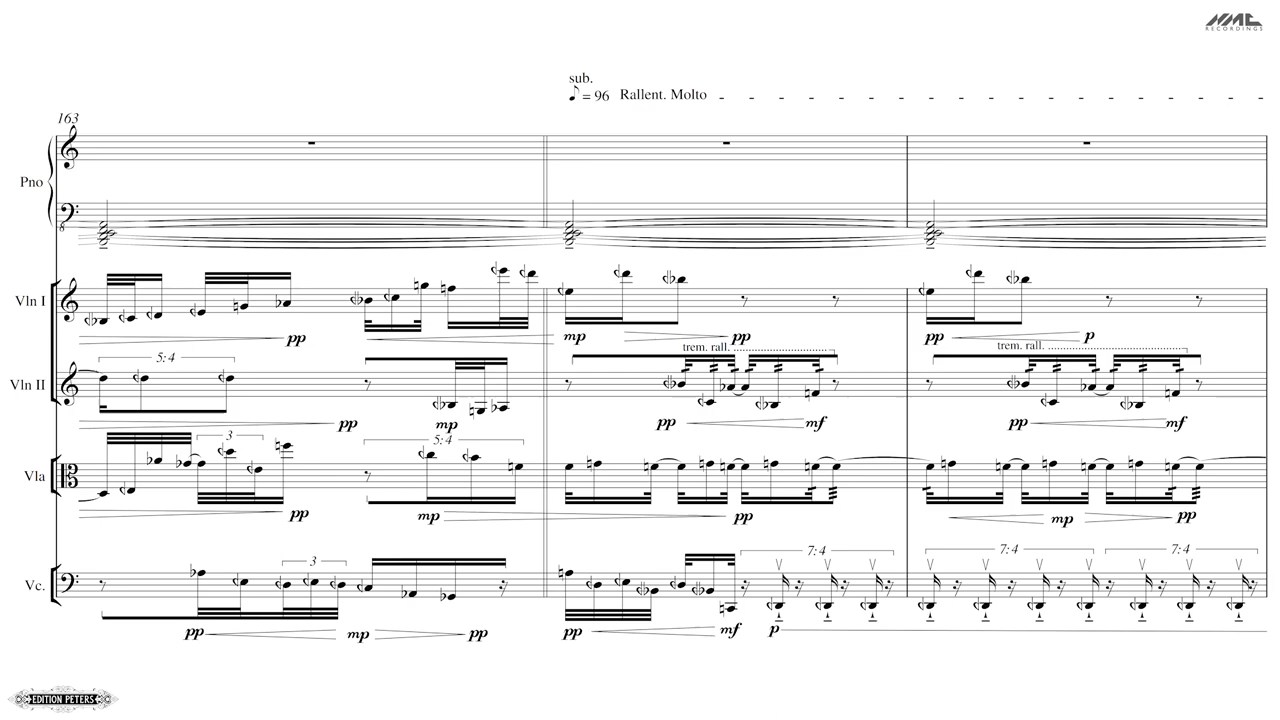 NMC
RECORDINGS
sub.
♪ = 96 Rallent. Molto
163
Pno
8
Vln I
pp mp pp pp p
trem. rall. trem. rall.
5:4
Vln II
pp mp pp mf pp mf
3 5:4
Vla
pp mp pp mp pp
3 7:4 7:4 7:4
Vc.
pp mp pp pp mf p
EDITION PETERS